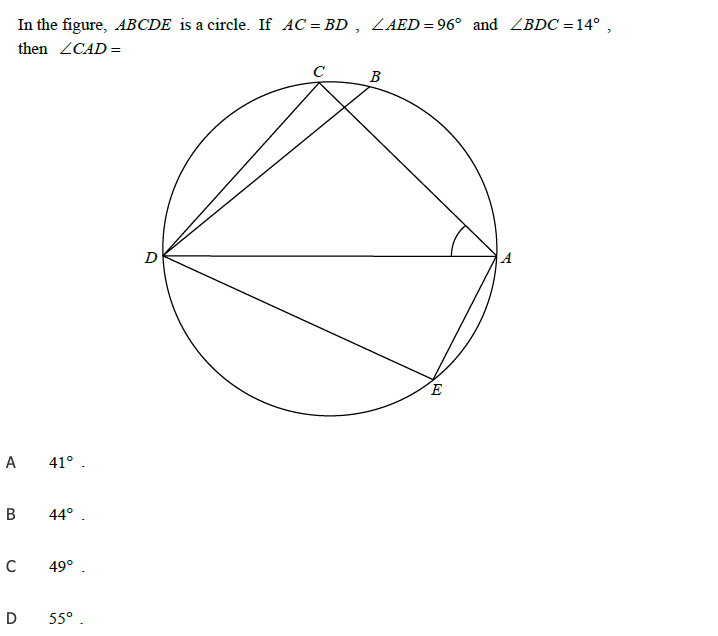 In the figure, ABCDE is a circle. If AC = BD , ∠AED = 96° and ∠BDC = 14° ,
then ∠CAD =
C
B
D
A
E
A 41° .
B 44° .
C 49° .
D 55° .